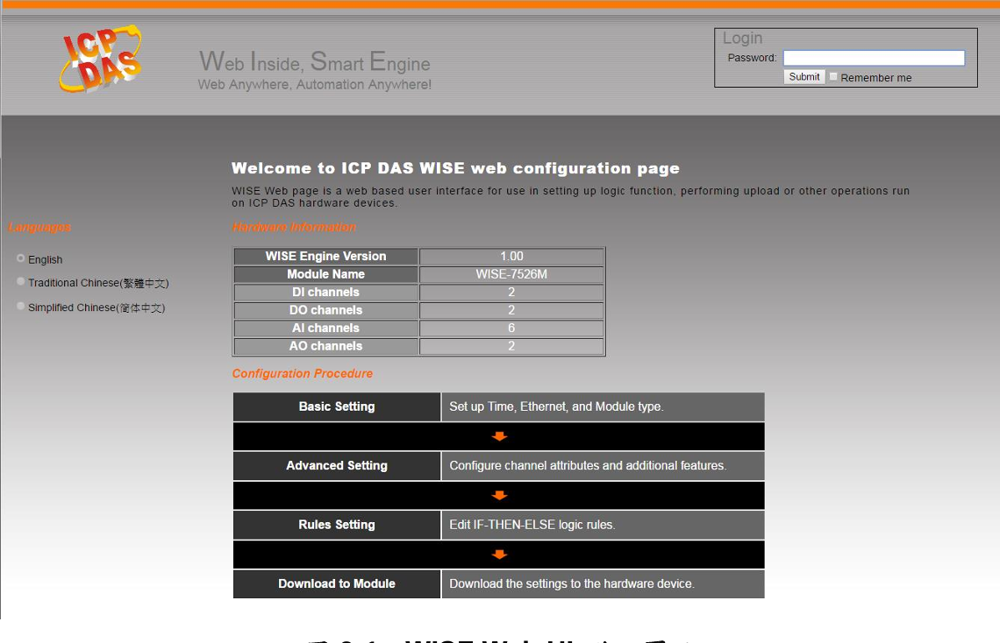 ICP
DAS
Web Inside, Smart Engine
Web Anywhere, Automation Anywhere!
Login
Password:
Submit
Remember me
Welcome to ICP DAS WISE web configuration page
WISE Web page is a web based user interface for use in setting up logic function, performing upload or other operations run
on ICP DAS hardware devices.
Languages
English
Traditional Chinese(繁體中文)
Simplified Chinese(简体中文)
Hardware Information
WISE Engine Version 1.00
Module Name WISE-7526M
DI channels 2
DO channels 2
AI channels 6
AO channels 2
Configuration Procedure
Basic Setting Set up Time, Ethernet, and Module type.
Advanced Setting Configure channel attributes and additional features.
Rules Setting Edit IF-THEN-ELSE logic rules.
Download to Module Download the settings to the hardware device.
WISE Web UI